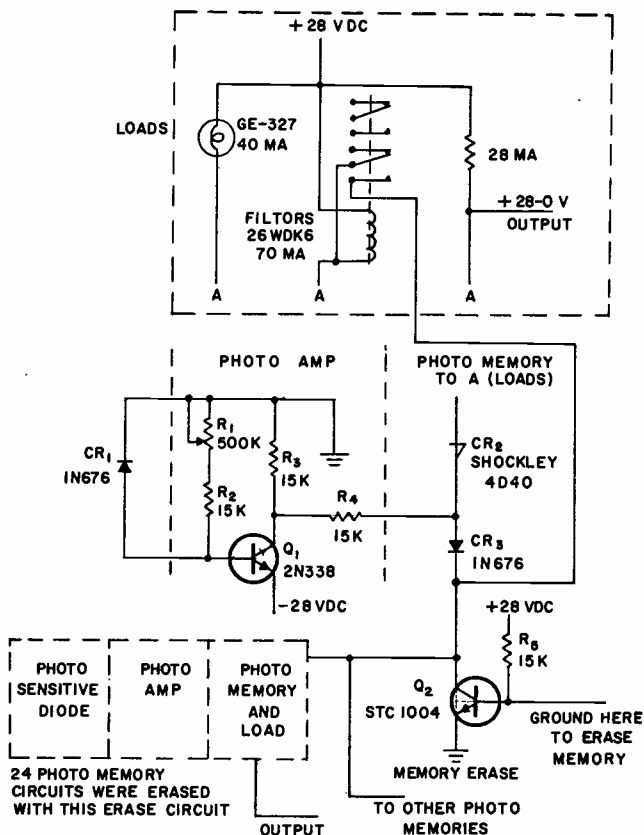 +28 VDC
LOADS
GE-327
40 MA
28 MA
+28-0 V
OUTPUT
FILTORS
26WDK6
70 MA
A
A
A
PHOTO AMP
PHOTO MEMORY
TO A (LOADS)
CR1
1N676
R1
500K
R2
15K
R3
15K
R4
15K
CR2
SHOCKLEY
4D40
CR3
1N676
Q1
2N338
-28 VDC
+28 VDC
R5
15K
Q2
STC 1004
GROUND HERE
TO ERASE
MEMORY
MEMORY ERASE
PHOTO
SENSITIVE
DIODE
PHOTO
AMP
PHOTO
MEMORY
AND
LOAD
24 PHOTO MEMORY
CIRCUITS WERE ERASED
WITH THIS ERASE CIRCUIT
OUTPUT
TO OTHER PHOTO
MEMORIES